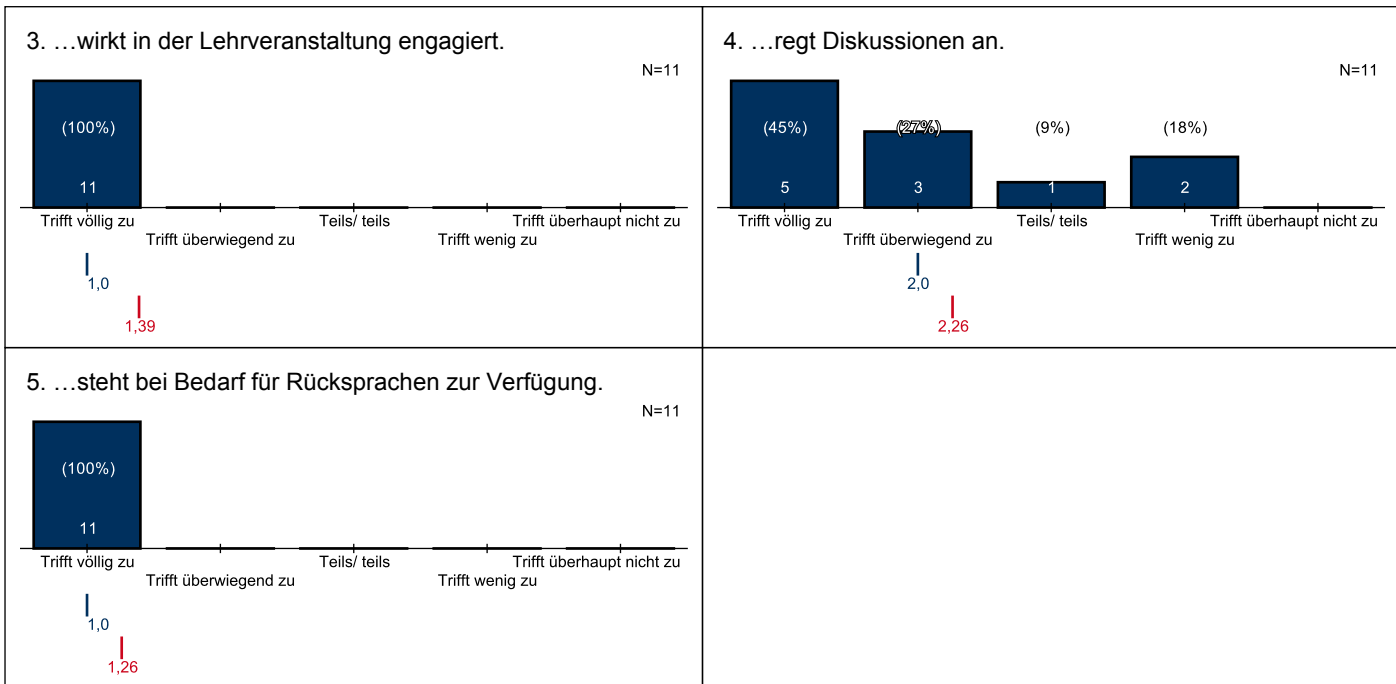 3. …wirkt in der Lehrveranstaltung engagiert.
N=11
(100%)
11
Trifft völlig zu
Trifft überwiegend zu
Teils/ teils
Trifft wenig zu
Trifft überhaupt nicht zu
1,0
1,39
4. …regt Diskussionen an.
N=11
(45%)
(27%)
(9%)
(18%)
5
3
1
2
Trifft völlig zu
Trifft überwiegend zu
Teils/ teils
Trifft wenig zu
Trifft überhaupt nicht zu
2,0
2,26
5. …steht bei Bedarf für Rücksprachen zur Verfügung.
N=11
(100%)
11
Trifft völlig zu
Trifft überwiegend zu
Teils/ teils
Trifft wenig zu
Trifft überhaupt nicht zu
1,0
1,26